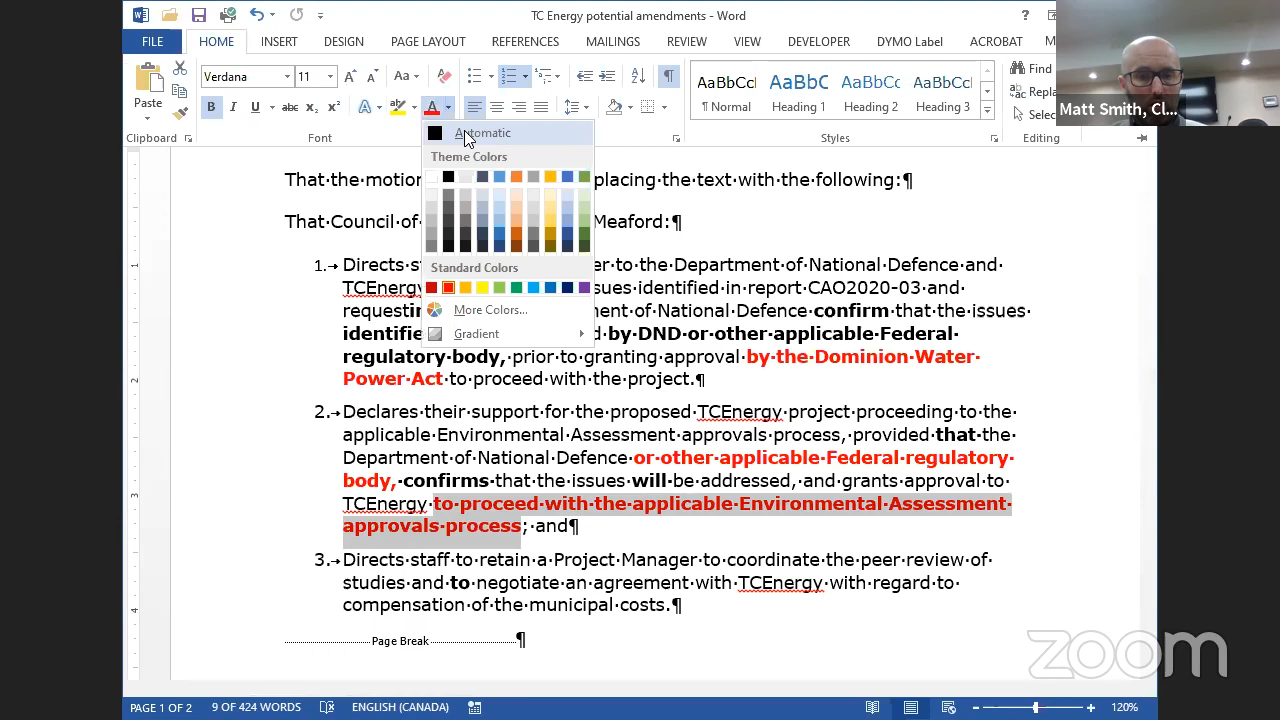 TC Energy potential amendments - Word
?
FILE HOME INSERT DESIGN PAGE LAYOUT REFERENCES MAILINGS REVIEW VIEW DEVELOPER DYMO Label ACROBAT
Matt Smith, Cl...
Verdana 11 Aa
Paste
B I U abc x₂ x² A A
Clipboard Font Styles Editing
AaBbCcI AaBbC AaBbCcI AaBbCcI
¶ Normal Heading 1 Heading 2 Heading 3
Find
Repla
Selec
Automatic
Theme Colors
Standard Colors
More Colors...
Gradient
That·the·motion placing·the·text·with·the·following:¶
That·Council·of· Meaford:¶
1.→Directs·s er·to·the·Department·of·National·Defence·and·
TCEnergy sues·identified·in·report·CAO2020-03·and·
requestin ment·of·National·Defence·confirm·that·the·issues·
identifie by·DND·or·other·applicable·Federal·
regulatory·body,·prior·to·granting·approval·by·the·Dominion·Water·
Power·Act·to·proceed·with·the·project.¶
2.→Declares·their·support·for·the·proposed·TCEnergy·project·proceeding·to·the·
applicable·Environmental·Assessment·approvals·process,·provided·that·the·
Department·of·National·Defence·or·other·applicable·Federal·regulatory·
body,·confirms·that·the·issues·will·be·addressed,·and·grants·approval·to·
TCEnergy·to·proceed·with·the·applicable·Environmental·Assessment·
approvals·process;·and¶
3.→Directs·staff·to·retain·a·Project·Manager·to·coordinate·the·peer·review·of·
studies·and·to·negotiate·an·agreement·with·TCEnergy·with·regard·to·
compensation·of·the·municipal·costs.¶
Page Break¶
zoom
PAGE 1 OF 2 9 OF 424 WORDS ENGLISH (CANADA) 120%